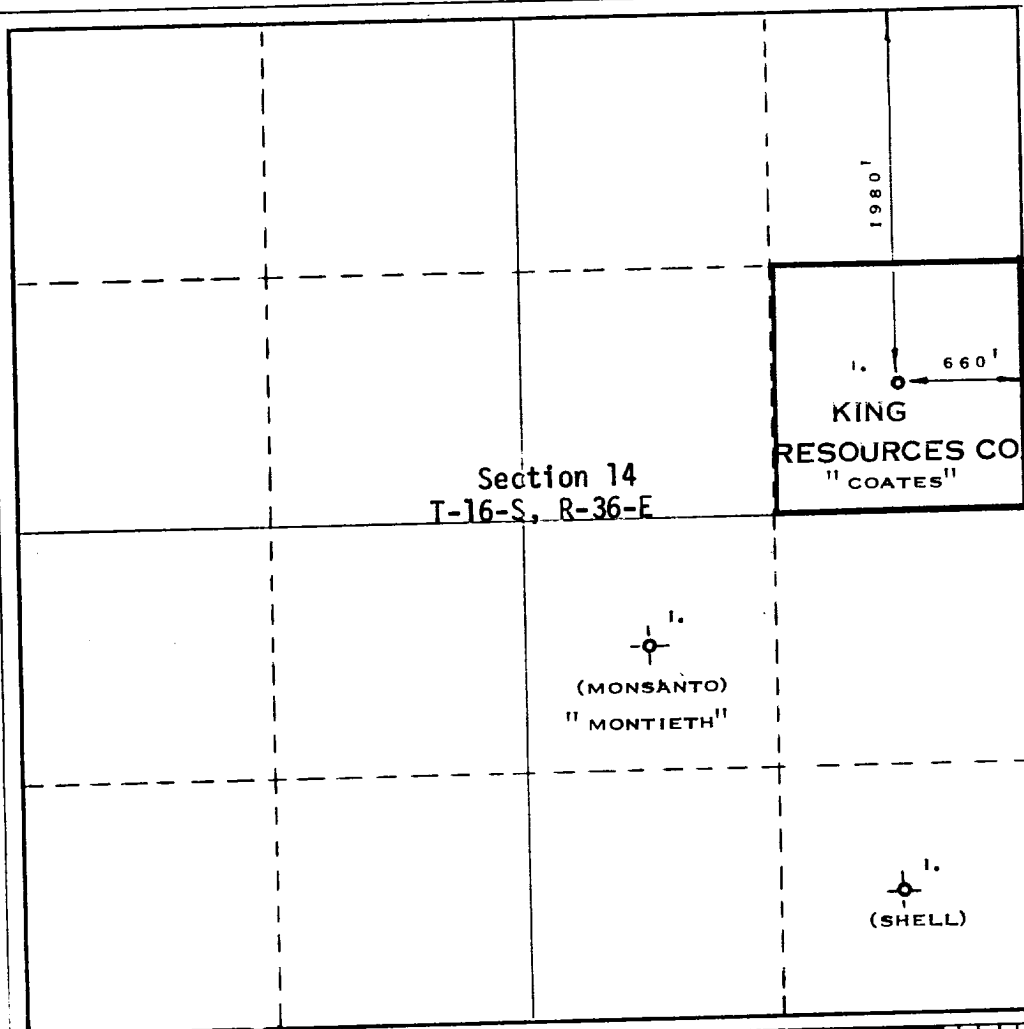 1980'
1.
660'
KING
RESOURCES CO
"COATES"
Section 14
T-16-S, R-36-E
1.
(MONSANTO)
"MONTIETH"
1.
(SHELL)